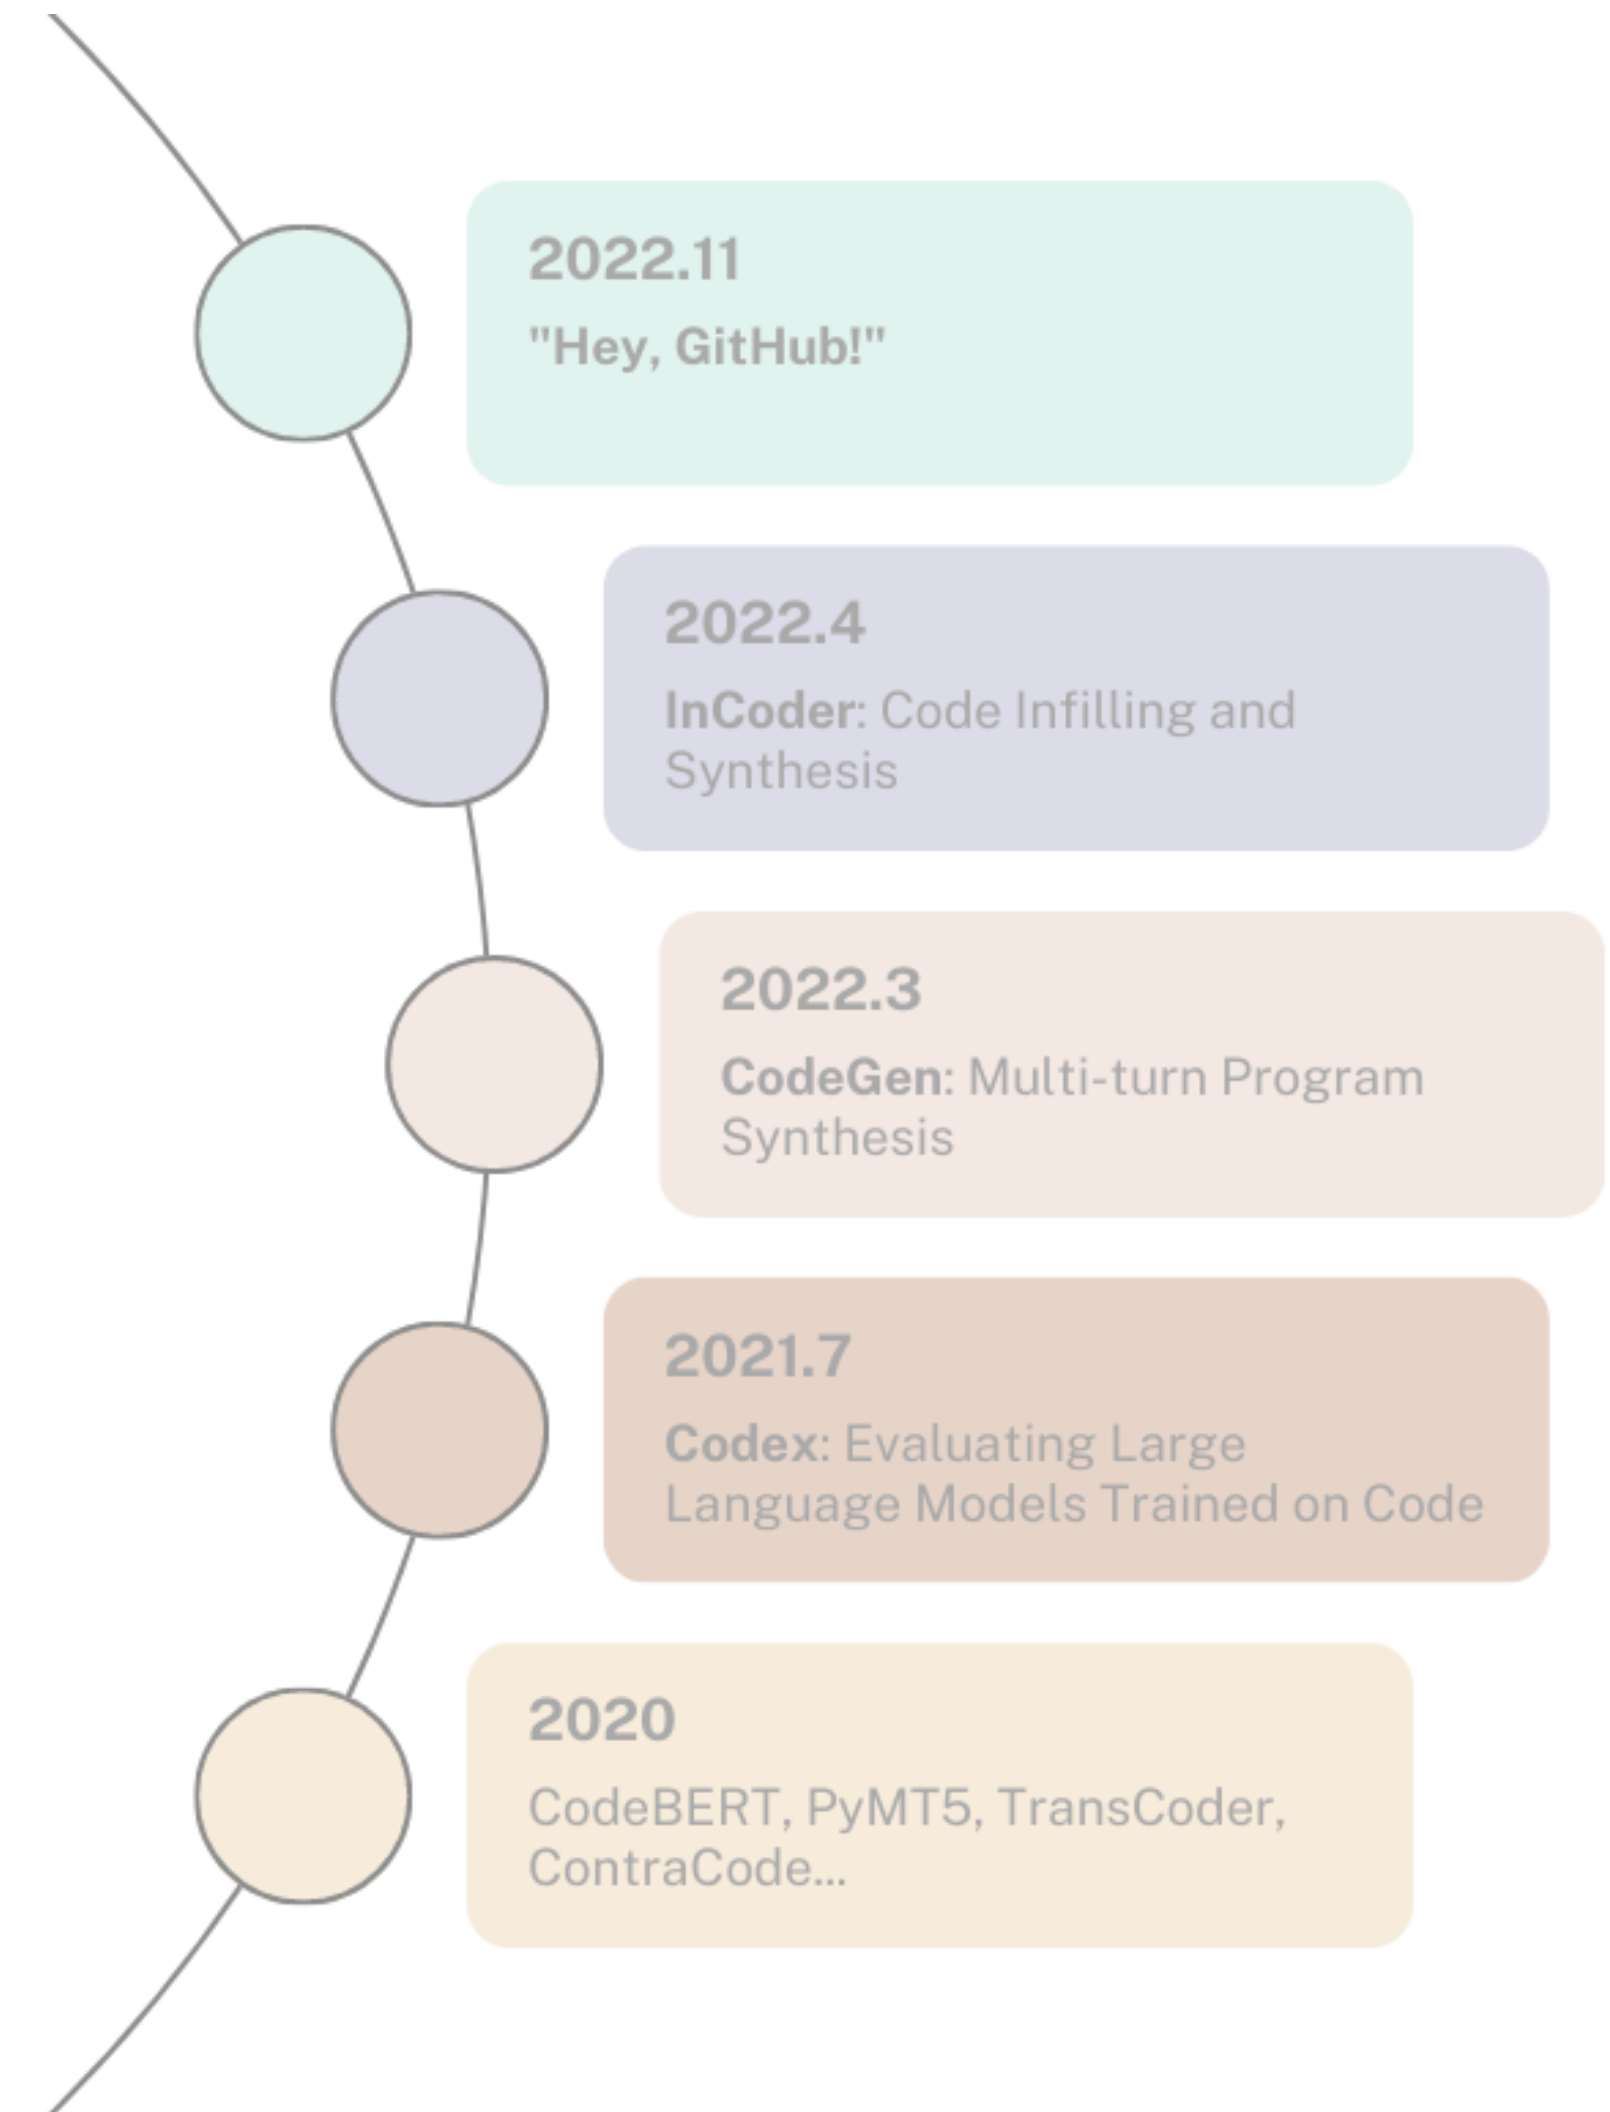 2022.11
"Hey, GitHub!"
2022.4
InCoder: Code Infilling and
Synthesis
2022.3
CodeGen: Multi-turn Program
Synthesis
2021.7
Codex: Evaluating Large
Language Models Trained on Code
2020
CodeBERT, PyMT5, TransCoder,
ContraCode...